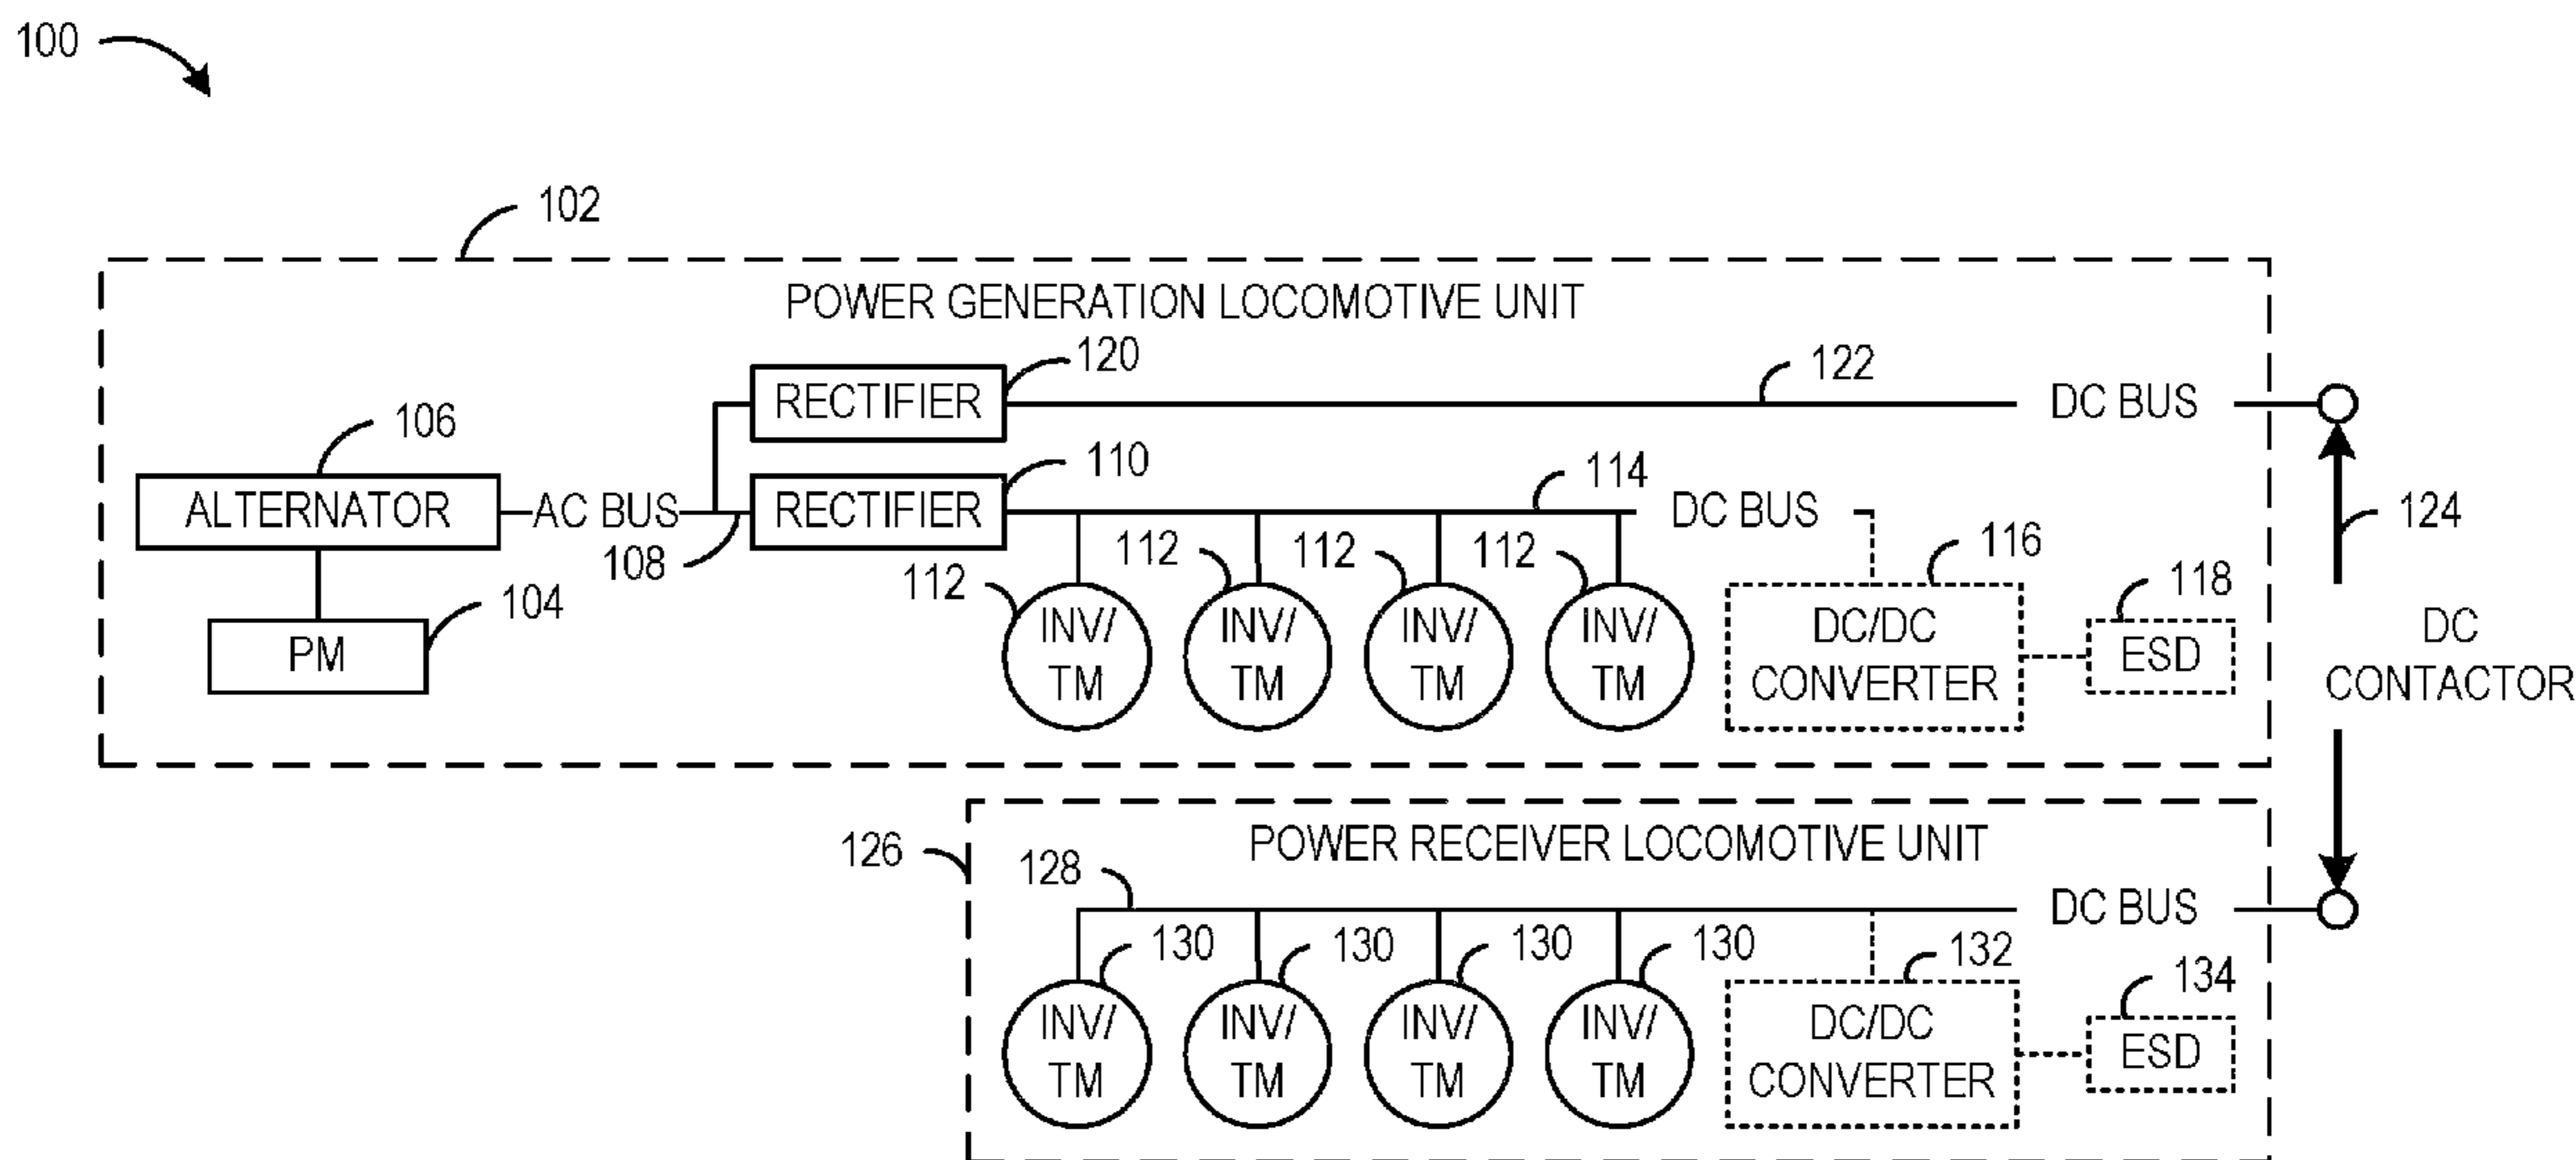 100
102
POWER GENERATION LOCOMOTIVE UNIT
120
RECTIFIER
122
DC BUS
106
ALTERNATOR
AC BUS
108
110
RECTIFIER
114
DC BUS
124
104
PM
112
112
112
112
INV/
TM
INV/
TM
INV/
TM
INV/
TM
116
DC/DC
CONVERTER
118
ESD
DC
CONTACTOR
126
POWER RECEIVER LOCOMOTIVE UNIT
128
DC BUS
130
130
130
130
INV/
TM
INV/
TM
INV/
TM
INV/
TM
132
DC/DC
CONVERTER
134
ESD